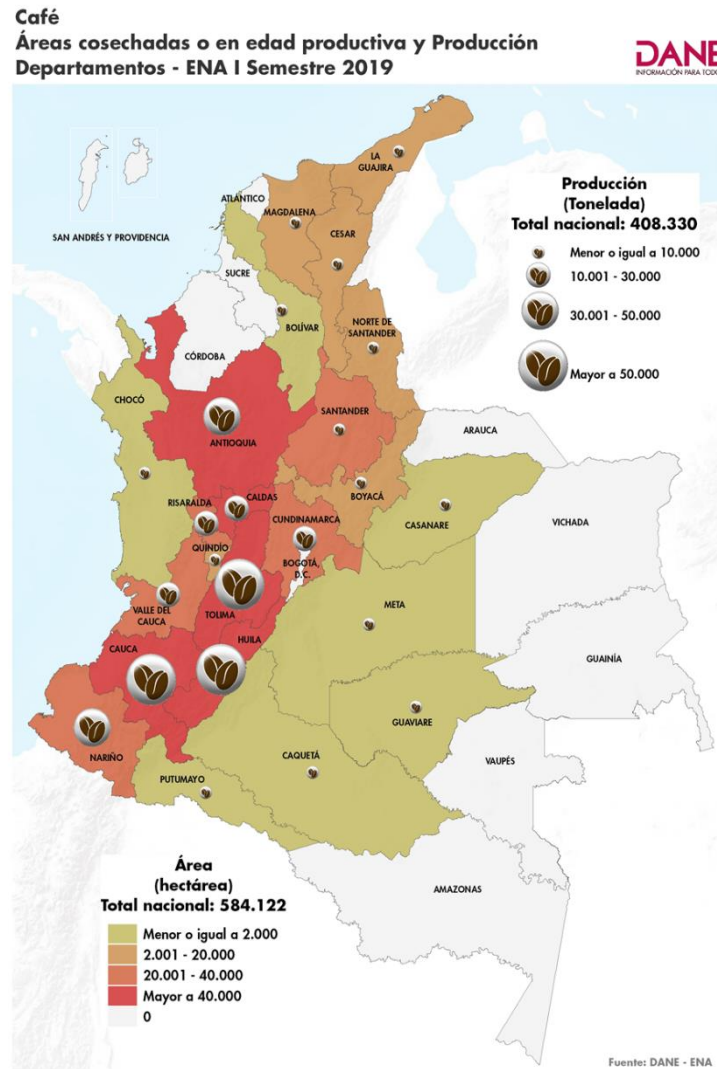 Café
Áreas cosechadas o en edad productiva y Producción
Departamentos - ENA I Semestre 2019
DANE
INFORMACIÓN PARA TODO
SAN ANDRÉS Y PROVIDENCIA
ATLÁNTICO
MAGDALENA
LA
GUAJIRA
CESAR
SUCRE
BOLÍVAR
NORTE DE
SANTANDER
CÓRDOBA
CHOCÓ
ANTIOQUIA
SANTANDER
ARAUCA
RISARALDA
CALDAS
CUNDINAMARCA
BOYACÁ
CASANARE
VICHADA
QUINDÍO
BOGOTÁ,
D.C.
VALLE DEL
CAUCA
TOLIMA
META
CAUCA
HUILA
GUAINÍA
GUAVIARE
NARIÑO
CAQUETÁ
VAUPÉS
PUTUMAYO
AMAZONAS
Producción
(Tonelada)
Total nacional: 408.330
Menor o igual a 10.000
10.001 - 30.000
30.001 - 50.000
Mayor a 50.000
Área
(hectárea)
Total nacional: 584.122
Menor o igual a 2.000
2.001 - 20.000
20.001 - 40.000
Mayor a 40.000
0
Fuente: DANE - ENA